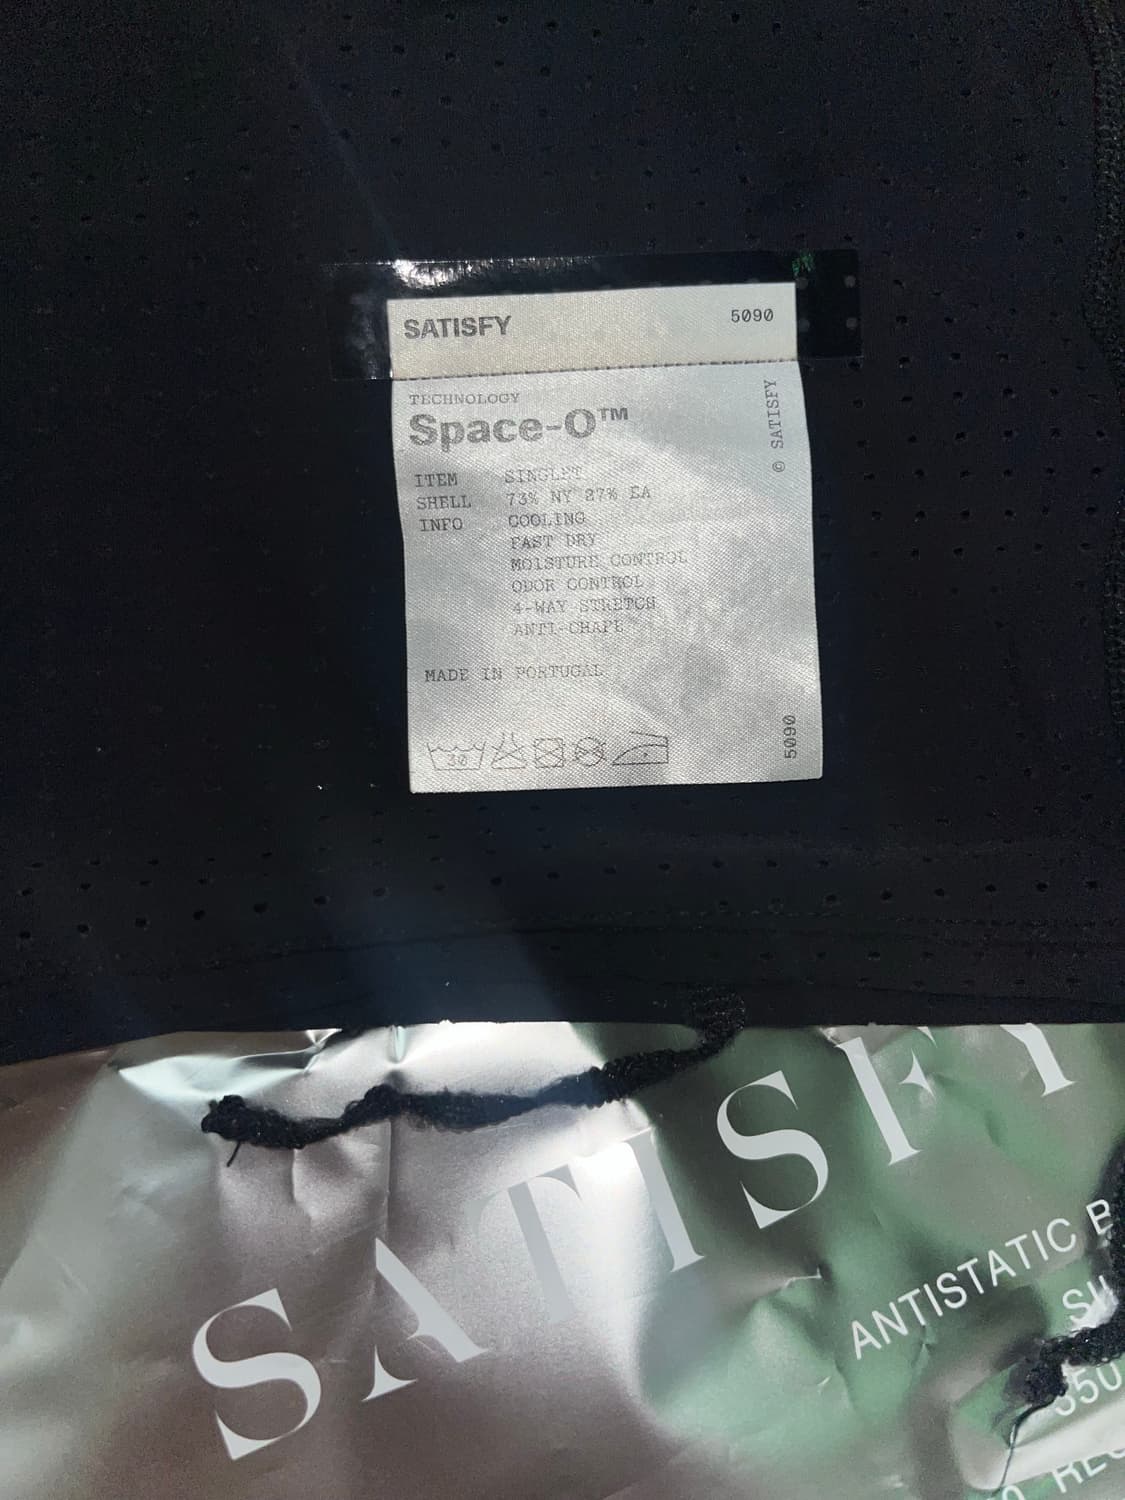 SATISFY 5090
TECHNOLOGY
Space-O™
ITEM SINGLET
SHELL 73% NY 27% EA
INFO COOLING
FAST DRY
MOISTURE CONTROL
ODOR CONTROL
4-WAY STRETCH
ANTI-CHAFE
MADE IN PORTUGAL
30
© SATISFY
5090
SATISFY
ANTISTATIC B